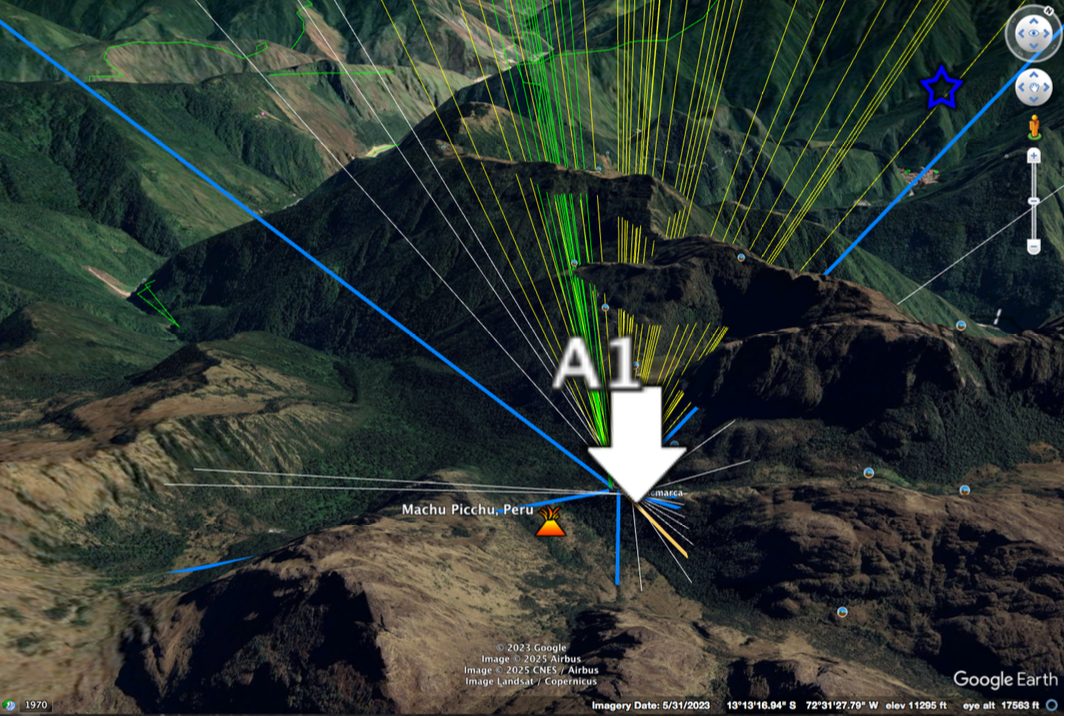 A1
marca
Machu Picchu, Peru
© 2023 Google
Image © 2025 Airbus
Image © 2025 CNES / Airbus
Image Landsat / Copernicus
Google Earth
1970
Imagery Date: 5/31/2023 13°13'16.94" S 72°31'27.79" W elev 11295 ft eye alt 17563 ft